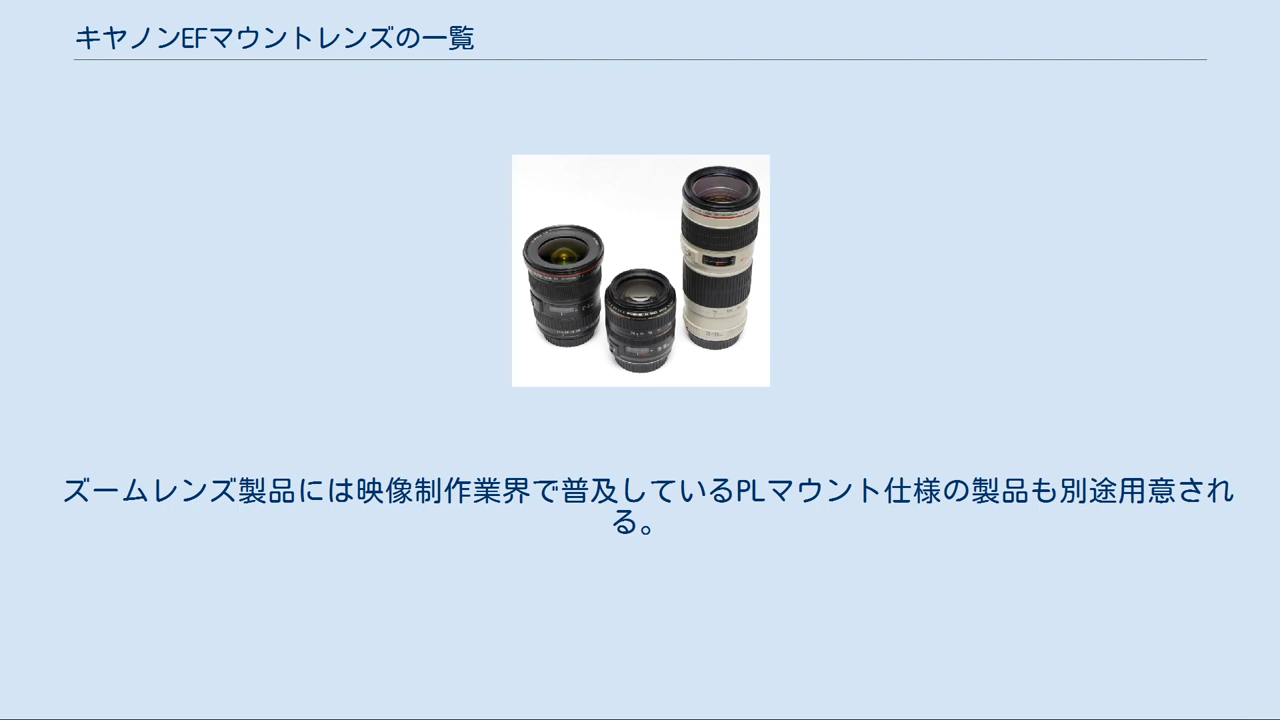 キヤノンEFマウントレンズの一覧
ズームレンズ製品には映像制作業界で普及しているPLマウント仕様の製品も別途用意され
る。